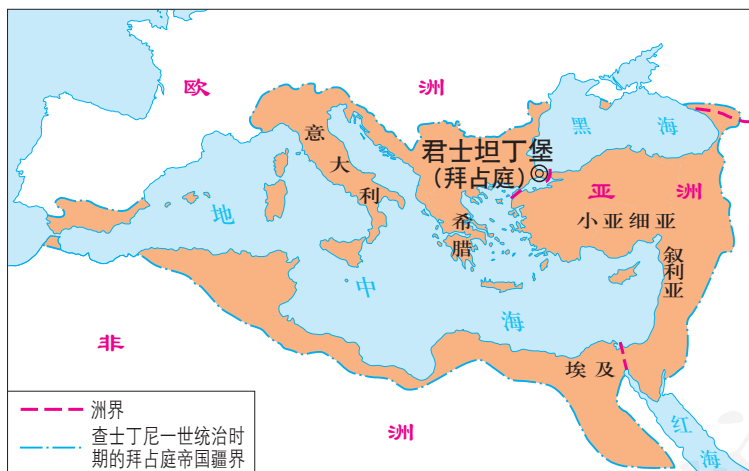 欧 洲
黑 海
意大利
君士坦丁堡
(拜占庭)
亚 洲
小亚细亚
地 中 海
希腊
叙利亚
非 洲
埃及
红海
洲界
查士丁尼一世统治时
期的拜占庭帝国疆界